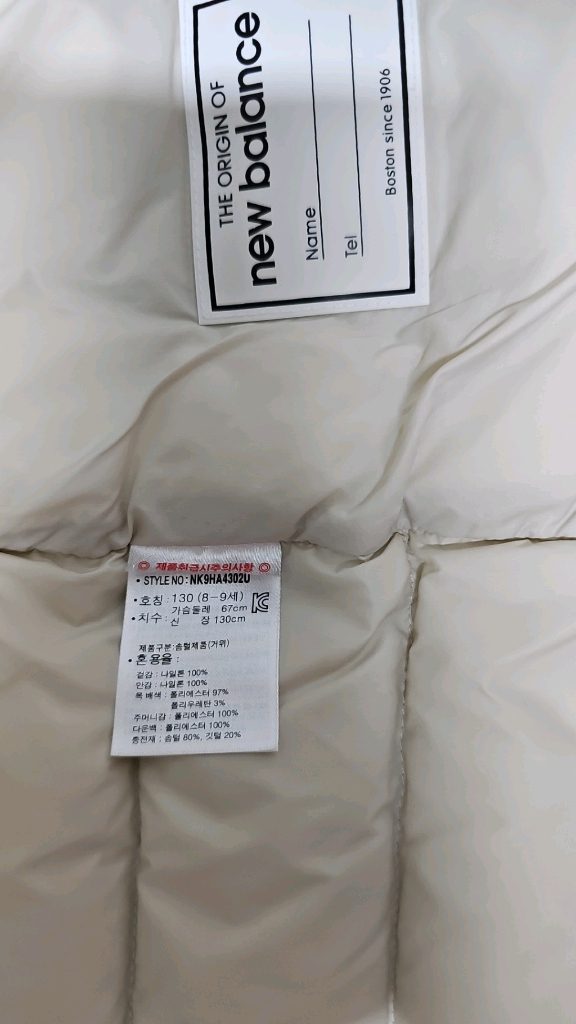 THE ORIGIN OF
new balance
Name
Tel
Boston since 1906
◎ 제품취급시주의사항 ◎
• STYLE NO : NK9HA4302U
• 호칭 : 130 (8-9세)
• 치수 : 가슴둘레 67cm
신 장 130cm
제품구분:솜털제품(거위)
• 혼용율 :
겉감 : 나일론 100%
안감 : 나일론 100%
목배색 : 폴리에스터 97%
폴리우레탄 3%
주머니감 : 폴리에스터 100%
다운백 : 폴리에스터 100%
충전재 : 솜털 80%, 깃털 20%